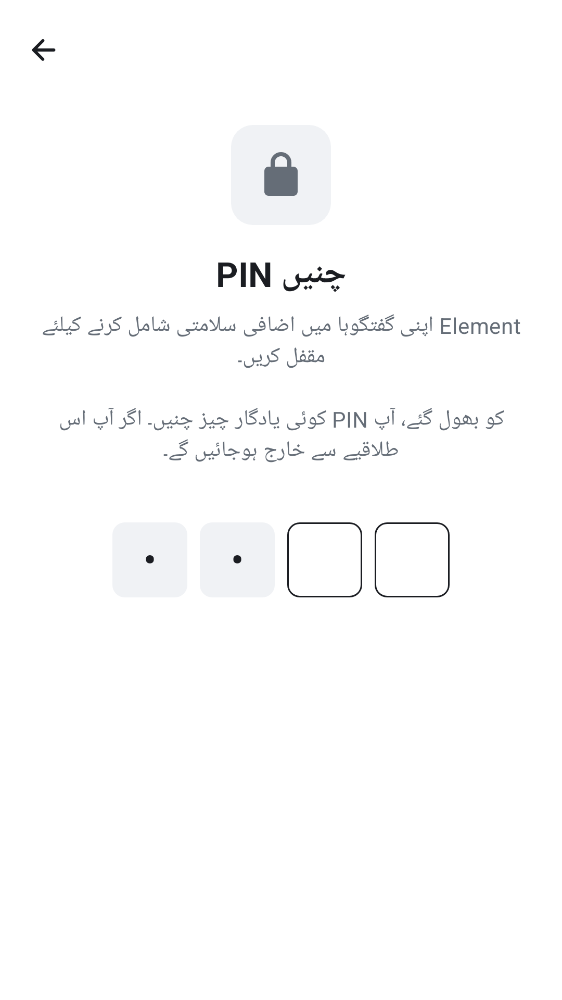 PIN چنیں
اپنی گفتگوہا میں اضافی سلامتی شامل کرنے کیلئے Element
مقفل کریں۔
کوئی یادگار چیز چنیں۔ اگر آپ اس PIN کو بھول گئے، آپ
طلاقیے سے خارج ہوجائیں گے۔